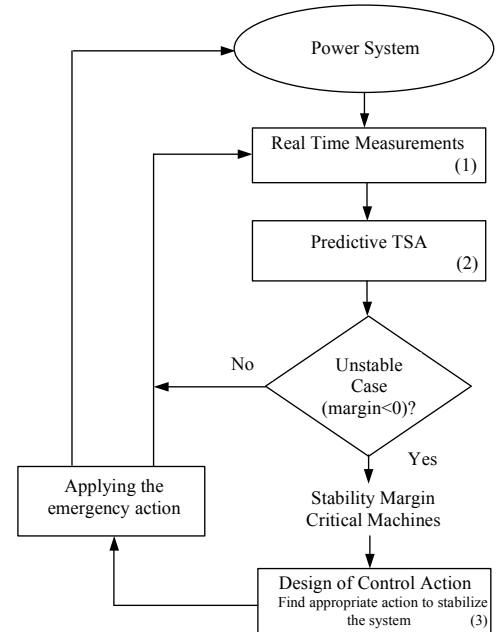 Power System
Real Time Measurements
(1)
Predictive TSA
(2)
No
Unstable
Case
(margin<0)?
Yes
Applying the
emergency action
Stability Margin
Critical Machines
Design of Control Action
Find appropriate action to stabilize
the system
(3)